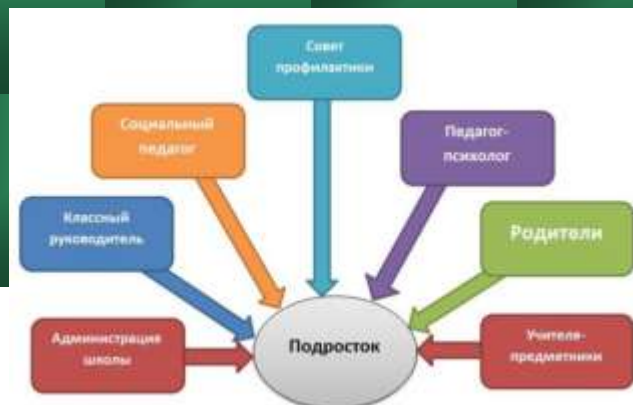 Совет
профилактики
Социальный
педагог
Педагог-
психолог
Классный
руководитель
Родители
Администрация
школы
Подросток
Учителя-
предметники